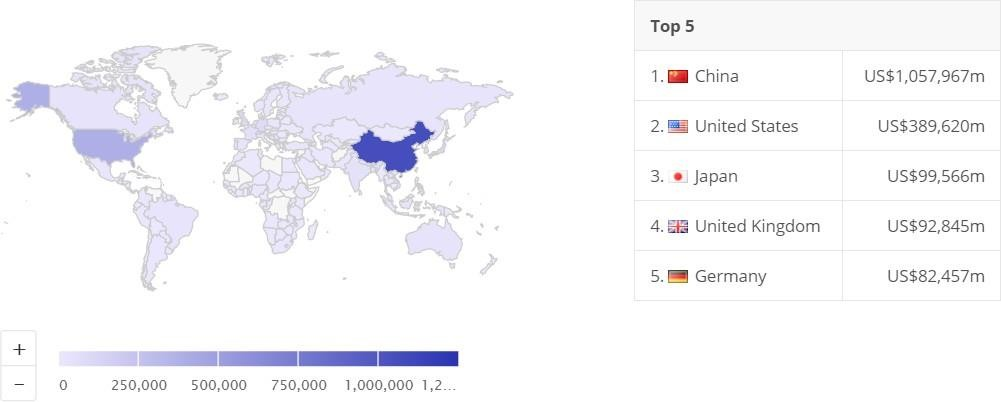 Top 5
1. China US$1,057,967m
2. United States US$389,620m
3. Japan US$99,566m
4. United Kingdom US$92,845m
5. Germany US$82,457m
+
−
0 250,000 500,000 750,000 1,000,000 1,2...